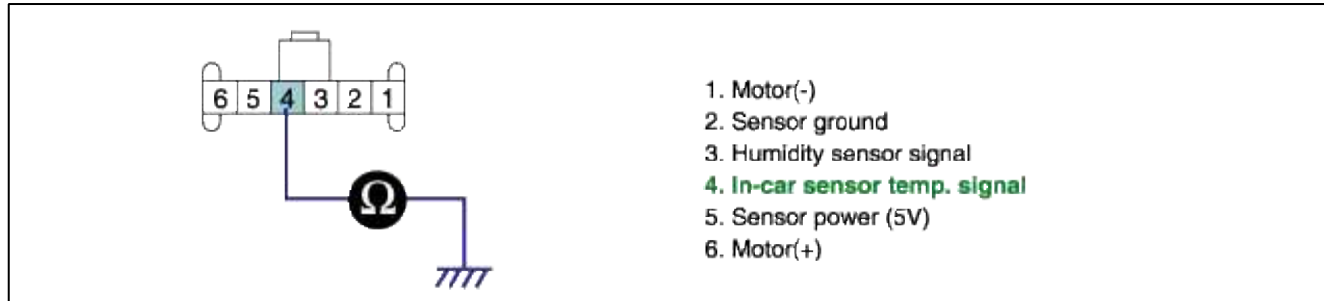 6 5 4 3 2 1
Ω
1. Motor(-)
2. Sensor ground
3. Humidity sensor signal
4. In-car sensor temp. signal
5. Sensor power (5V)
6. Motor(+)